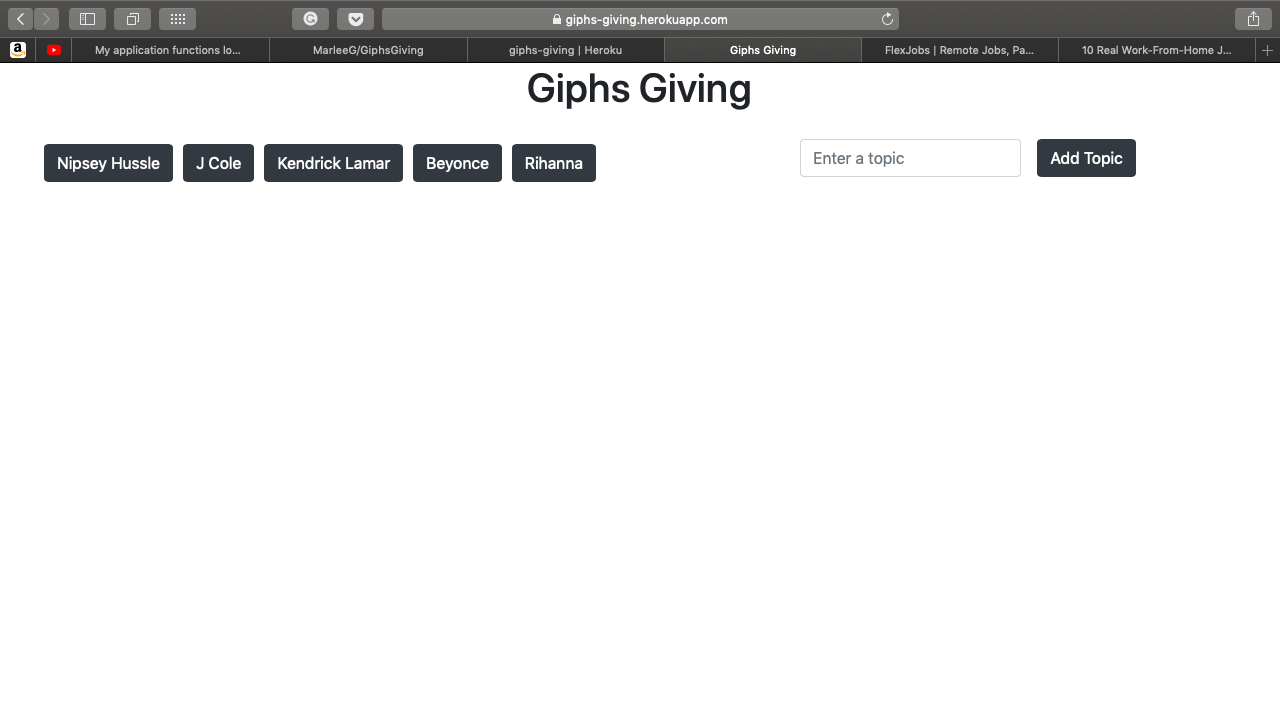 giphs-giving.herokuapp.com
a
My application functions lo...
MarleeG/GiphsGiving
giphs-giving | Heroku
Giphs Giving
FlexJobs | Remote Jobs, Pa...
10 Real Work-From-Home J...
Giphs Giving
Nipsey Hussle
J Cole
Kendrick Lamar
Beyonce
Rihanna
Enter a topic
Add Topic